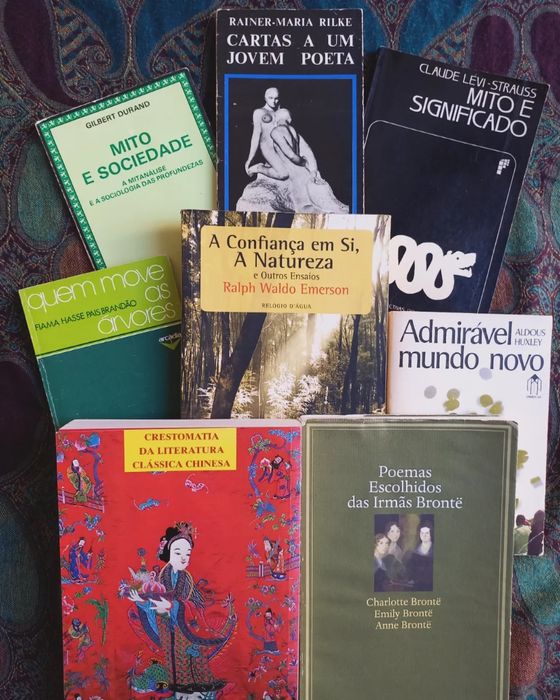 RAINER-MARIA RILKE
CARTAS A UM
JOVEM POETA
CLAUDE LEVI-STRAUSS
MITO E
SIGNIFICADO
GILBERT DURAND
MITO
E SOCIEDADE
A MITANÁLISE
E A SOCIOLOGIA DAS PROFUNDEZAS
A Confiança em Si,
A Natureza
e Outros Ensaios
Ralph Waldo Emerson
RELÓGIO D'ÁGUA
quem move
as
árvores
FIAMA HASSE PAIS BRANDÃO
arcádia
Admirável
mundo novo
ALDOUS
HUXLEY
CRESTOMATIA
DA LITERATURA
CLÁSSICA CHINESA
Poemas
Escolhidos
das Irmãs Brontë
Charlotte Brontë
Emily Brontë
Anne Brontë